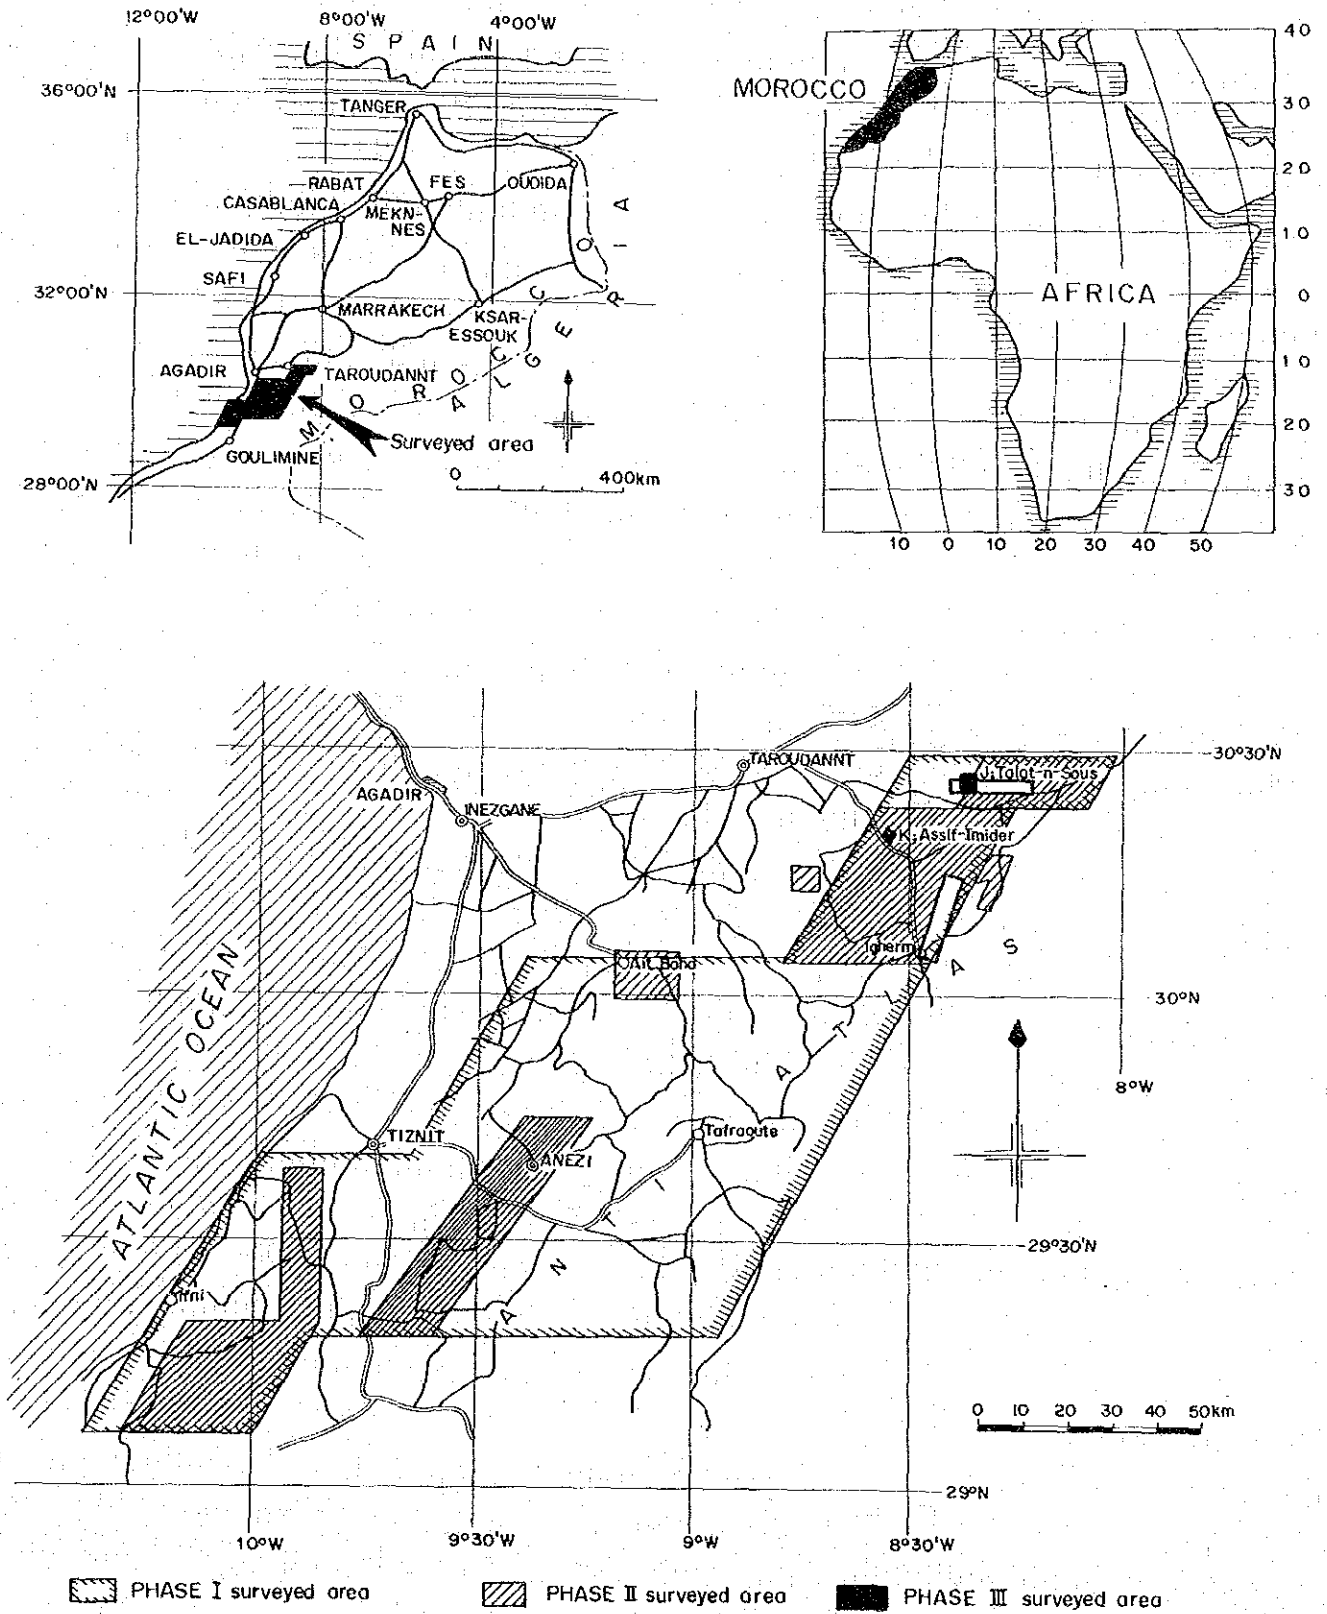 12°00'W
8°00'W
4°00'W
SPAIN
36°00'N
TANGER
RABAT
FES
OUDIDA
CASABLANCA
MEKN-
NES
EL-JADIDA
SAFI
32°00'N
MARRAKECH
KSAR-
ESSOUK
AGADIR
TAROUDANNT
MOROCCO
ALGERIA
Surveyed area
GOULIMINE
28°00'N
0
400km
MOROCCO
AFRICA
40
30
20
10
0
10
20
30
10
0
10
20
30
40
50
30°30'N
TAROUDANNT
J.Talat-n-Sous
AGADIR
INEZGANE
K.Assif-Imider
Igherm
Ait Baha
ATLANTIC OCEAN
30°N
8°W
TIZNIT
Tafraoute
ANEZI
ANTI ATLAS
29°30'N
Ifni
0 10 20 30 40 50km
29°N
10°W
9°30'W
9°W
8°30'W
PHASE I surveyed area
PHASE II surveyed area
PHASE III surveyed area